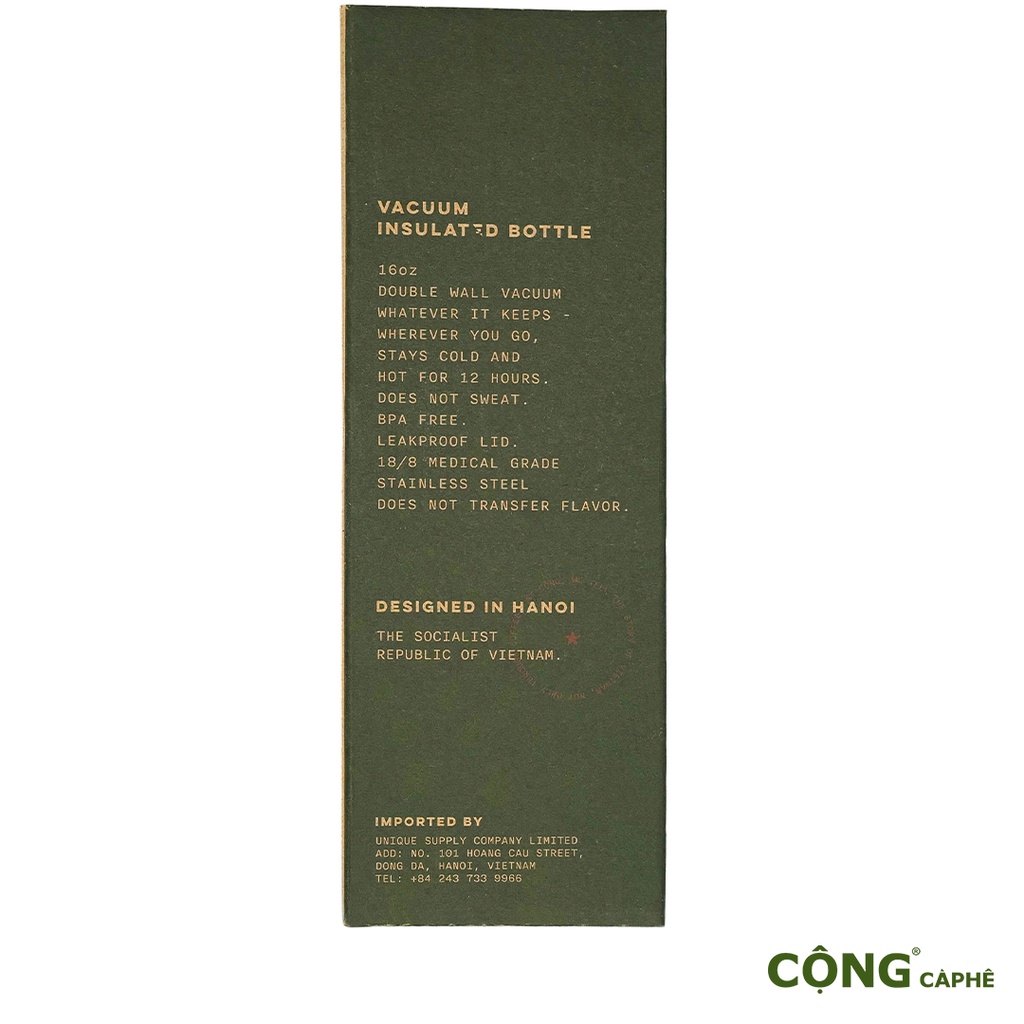 VACUUM
INSULATED BOTTLE
16oz
DOUBLE WALL VACUUM
WHATEVER IT KEEPS -
WHEREVER YOU GO,
STAYS COLD AND
HOT FOR 12 HOURS.
DOES NOT SWEAT.
BPA FREE.
LEAKPROOF LID.
18/8 MEDICAL GRADE
STAINLESS STEEL
DOES NOT TRANSFER FLAVOR.
DESIGNED IN HANOI
THE SOCIALIST
REPUBLIC OF VIETNAM.
IMPORTED BY
UNIQUE SUPPLY COMPANY LIMITED
ADD: NO. 101 HOANG CAU STREET,
DONG DA, HANOI, VIETNAM
TEL: +84 243 733 9966
CỘNG® CÀPHÊ